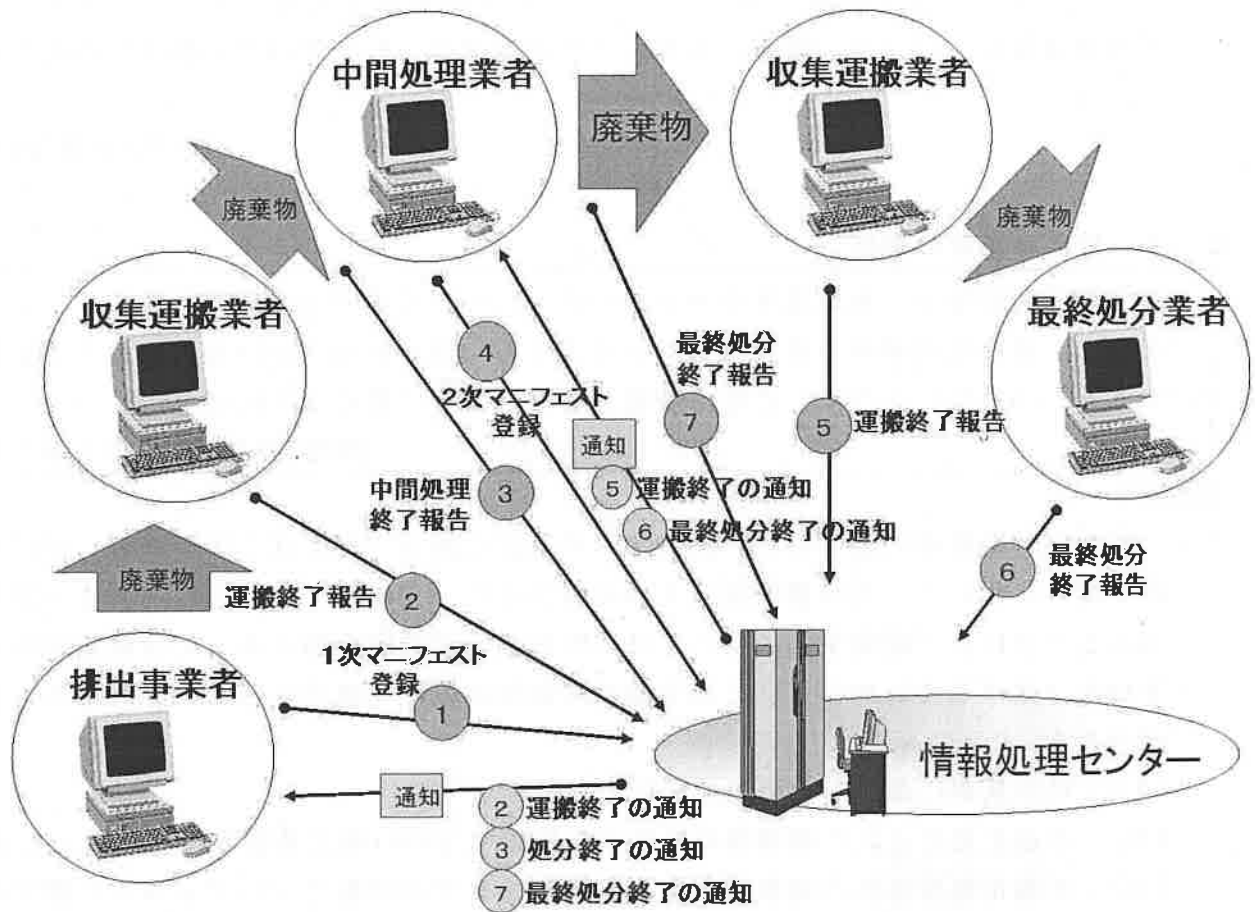 中間処理業者
廃棄物
収集運搬業者
廃棄物
廃棄物
収集運搬業者
最終処分業者
4
2次マニフェスト
登録
最終処分
終了報告
7
通知
5 運搬終了の通知
6 最終処分終了の通知
5 運搬終了報告
中間処理
終了報告
3
6
最終処分
終了報告
廃棄物
運搬終了報告 2
排出事業者
1次マニフェスト
登録
1
情報処理センター
通知
2 運搬終了の通知
3 処分終了の通知
7 最終処分終了の通知